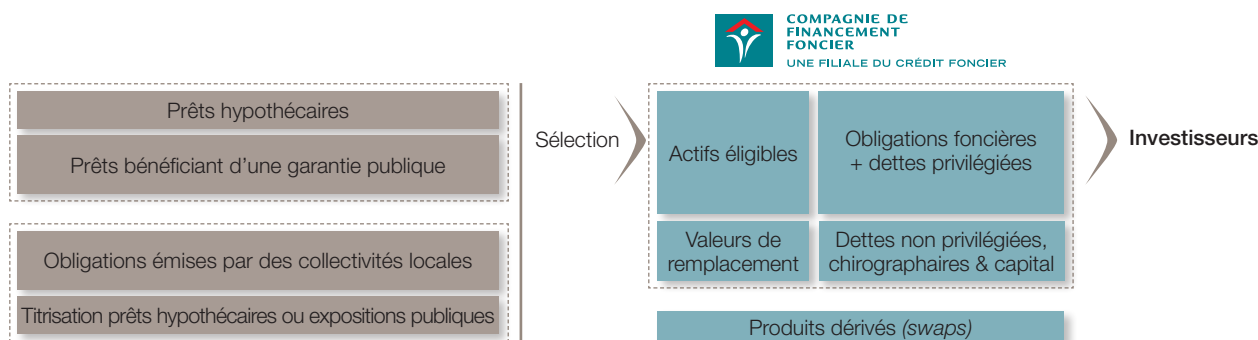 COMPAGNIE DE
FINANCEMENT
FONCIER
UNE FILIALE DU CRÉDIT FONCIER
Prêts hypothécaires
Prêts bénéficiant d'une garantie publique
Obligations émises par des collectivités locales
Titrisation prêts hypothécaires ou expositions publiques
Sélection
Actifs éligibles
Obligations foncières
+ dettes privilégiées
Valeurs de
remplacement
Dettes non privilégiées,
chirographaires & capital
Produits dérivés (swaps)
Investisseurs